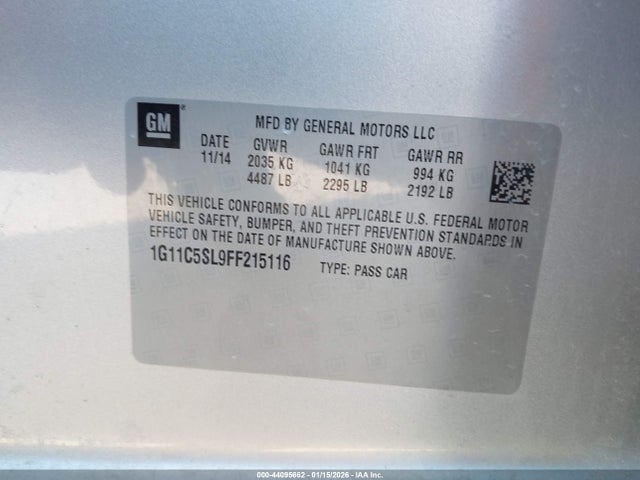 GM ®
MFD BY GENERAL MOTORS LLC
DATE GVWR GAWR FRT GAWR RR
11/14 2035 KG 1041 KG 994 KG
4487 LB 2295 LB 2192 LB
THIS VEHICLE CONFORMS TO ALL APPLICABLE U.S. FEDERAL MOTOR
VEHICLE SAFETY, BUMPER, AND THEFT PREVENTION STANDARDS IN
EFFECT ON THE DATE OF MANUFACTURE SHOWN ABOVE.
1G11C5SL9FF215116 TYPE: PASS CAR
000-44095662 - 01/15/2026 - IAA Inc.